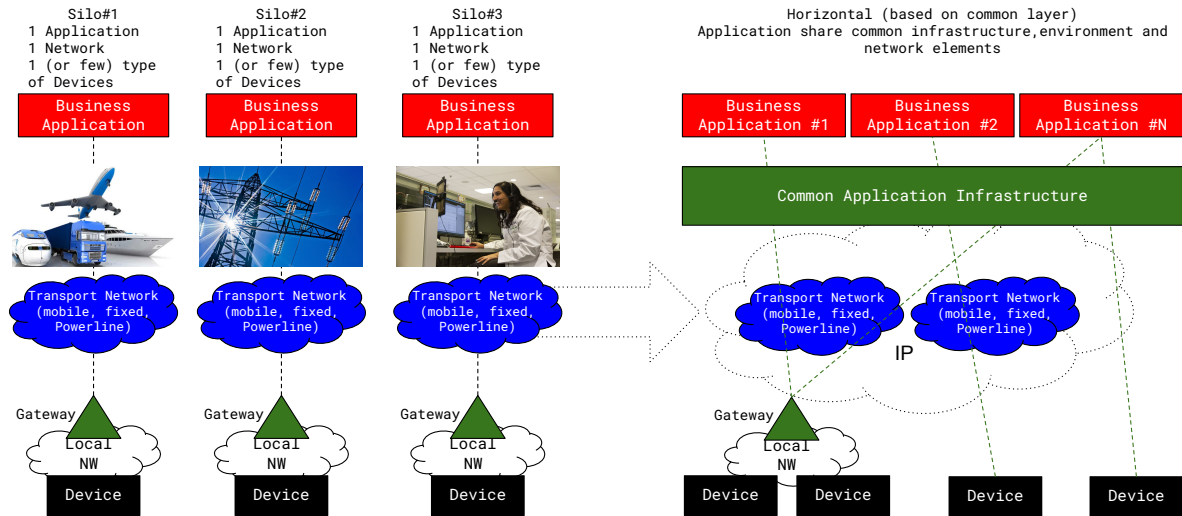 Silo#1
1 Application
1 Network
1 (or few) type
of Devices
Business
Application
Transport Network
(mobile, fixed,
Powerline)
Gateway
Local
NW
Device
Silo#2
1 Application
1 Network
1 (or few) type
of Devices
Business
Application
Transport Network
(mobile, fixed,
Powerline)
Gateway
Local
NW
Device
Silo#3
1 Application
1 Network
1 (or few) type
of Devices
Business
Application
Transport Network
(mobile, fixed,
Powerline)
Gateway
Local
NW
Device
Horizontal (based on common layer)
Application share common infrastructure,environment and
network elements
Business
Application #1
Business
Application #2
Business
Application #N
Common Application Infrastructure
Transport Network
(mobile, fixed,
Powerline)
Transport Network
(mobile, fixed,
Powerline)
IP
Gateway
Local
NW
Device
Device
Device
Device